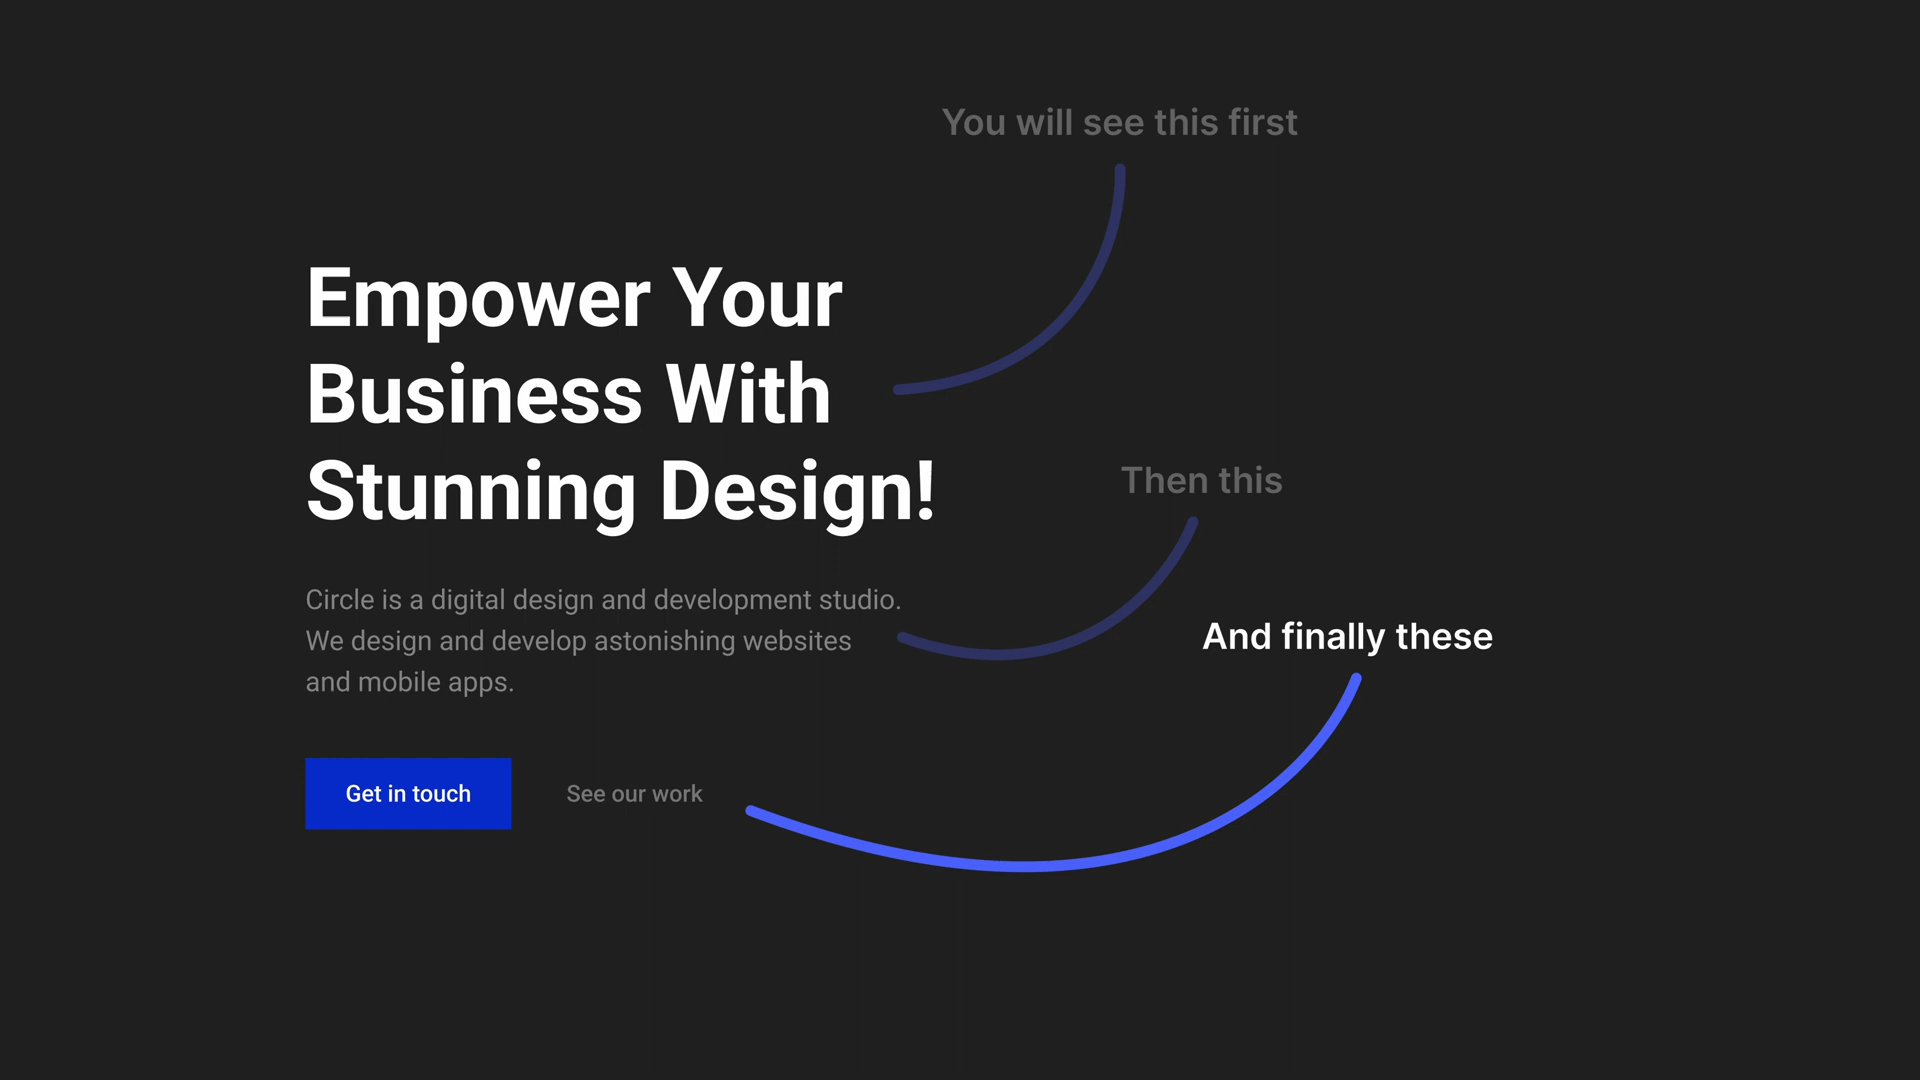 You will see this first
Empower Your
Business With
Stunning Design!
Then this
Circle is a digital design and development studio.
We design and develop astonishing websites
and mobile apps.
And finally these
Get in touch
See our work